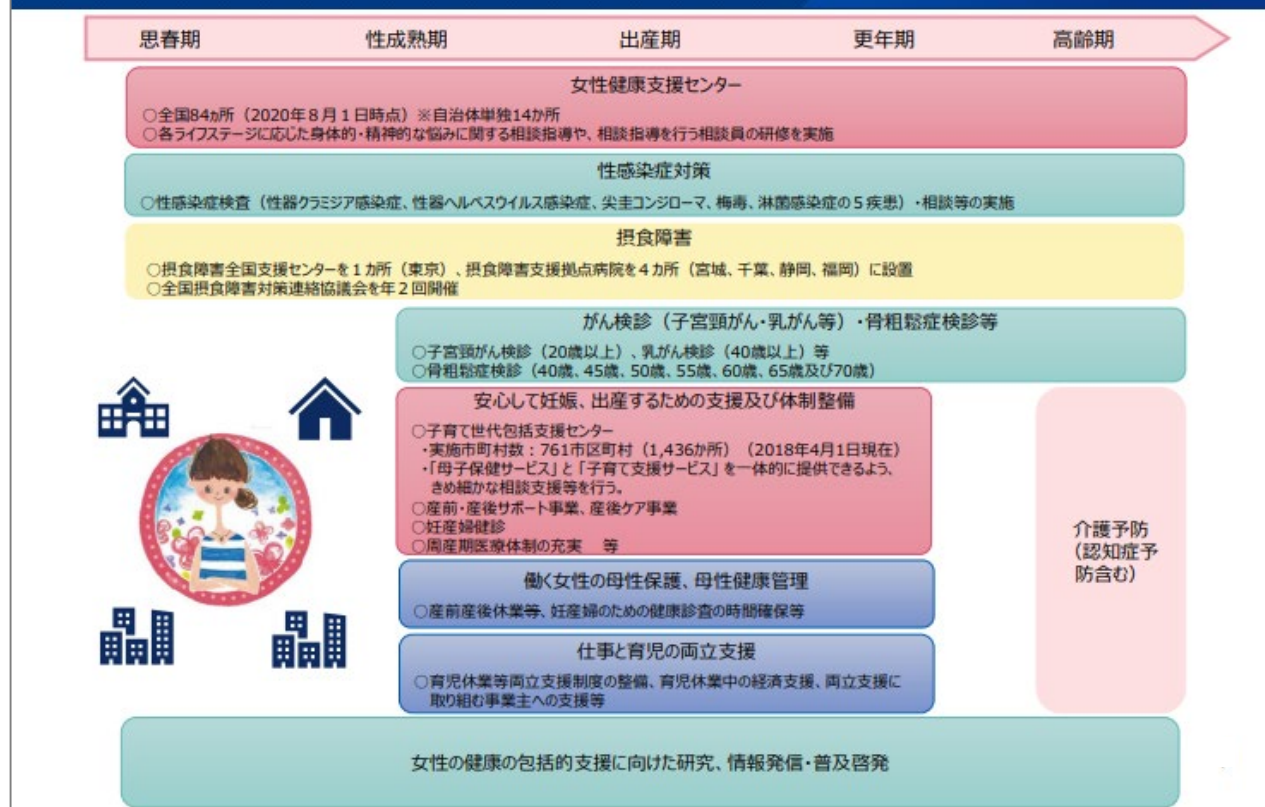 思春期 性成熟期 出産期 更年期 高齢期
女性健康支援センター
○全国84ヵ所（2020年８月１日時点）※自治体単独14か所
○各ライフステージに応じた身体的・精神的な悩みに関する相談指導や、相談指導を行う相談員の研修を実施
性感染症対策
○性感染症検査（性器クラミジア感染症、性器ヘルペスウイルス感染症、尖圭コンジローマ、梅毒、淋菌感染症の５疾患）・相談等の実施
摂食障害
○摂食障害全国支援センターを１カ所（東京）、摂食障害支援拠点病院を４カ所（宮城、千葉、静岡、福岡）に設置
○全国摂食障害対策連絡協議会を年２回開催
がん検診（子宮頸がん・乳がん等）・骨粗鬆症検診等
○子宮頸がん検診（20歳以上）、乳がん検診（40歳以上）等
○骨粗鬆症検診（40歳、45歳、50歳、55歳、60歳、65歳及び70歳）
安心して妊娠、出産するための支援及び体制整備
○子育て世代包括支援センター
・実施市町村数：761市区町村（1,436か所）（2018年4月1日現在）
・「母子保健サービス」と「子育て支援サービス」を一体的に提供できるよう、
きめ細かな相談支援等を行う。
○産前・産後サポート事業、産後ケア事業
○妊産婦健診
○周産期医療体制の充実　等
働く女性の母性保護、母性健康管理
○産前産後休業等、妊産婦のための健康診査の時間確保等
仕事と育児の両立支援
○育児休業等両立支援制度の整備、育児休業中の経済支援、両立支援に
取り組む事業主への支援等
介護予防
（認知症予
防含む）
女性の健康の包括的支援に向けた研究、情報発信・普及啓発